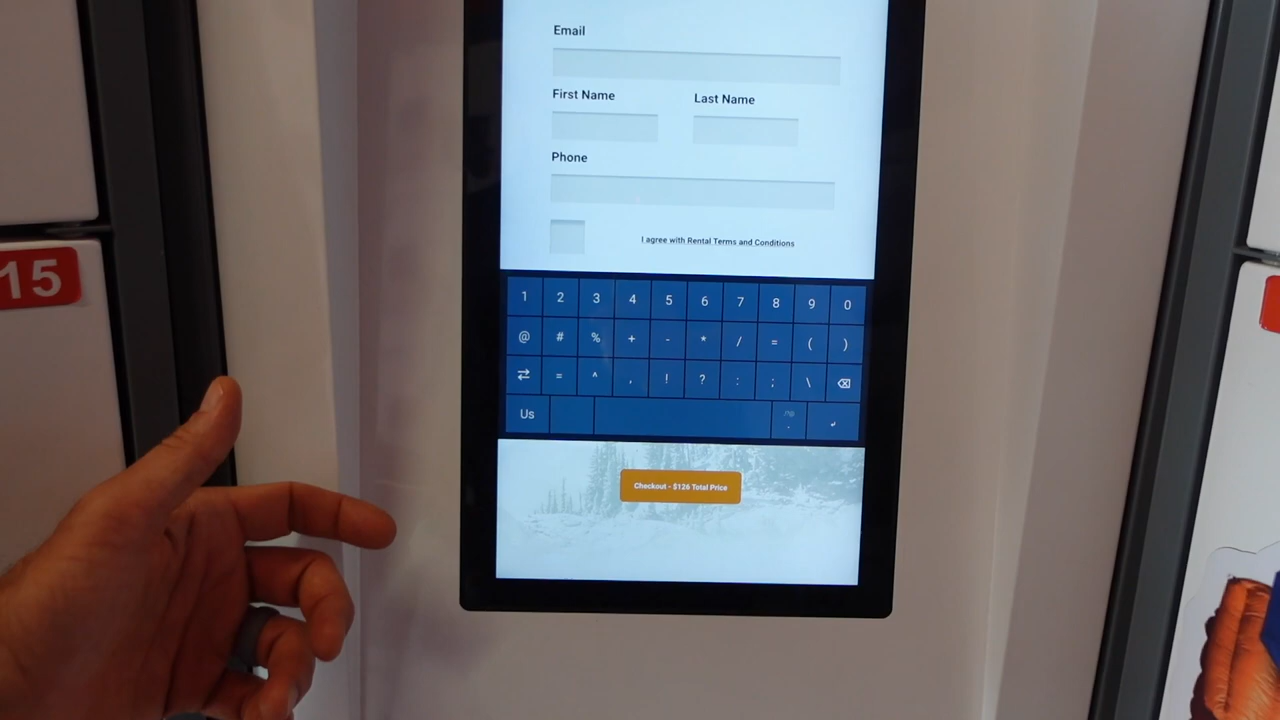 Email
First Name Last Name
Phone
I agree with Rental Terms and Conditions
15
1 2 3 4 5 6 7 8 9 0
@ # % + - * / = ( )
⇄ = ^ , ! ? : ; \ ⌫
Us .
Checkout - $126 Total Price